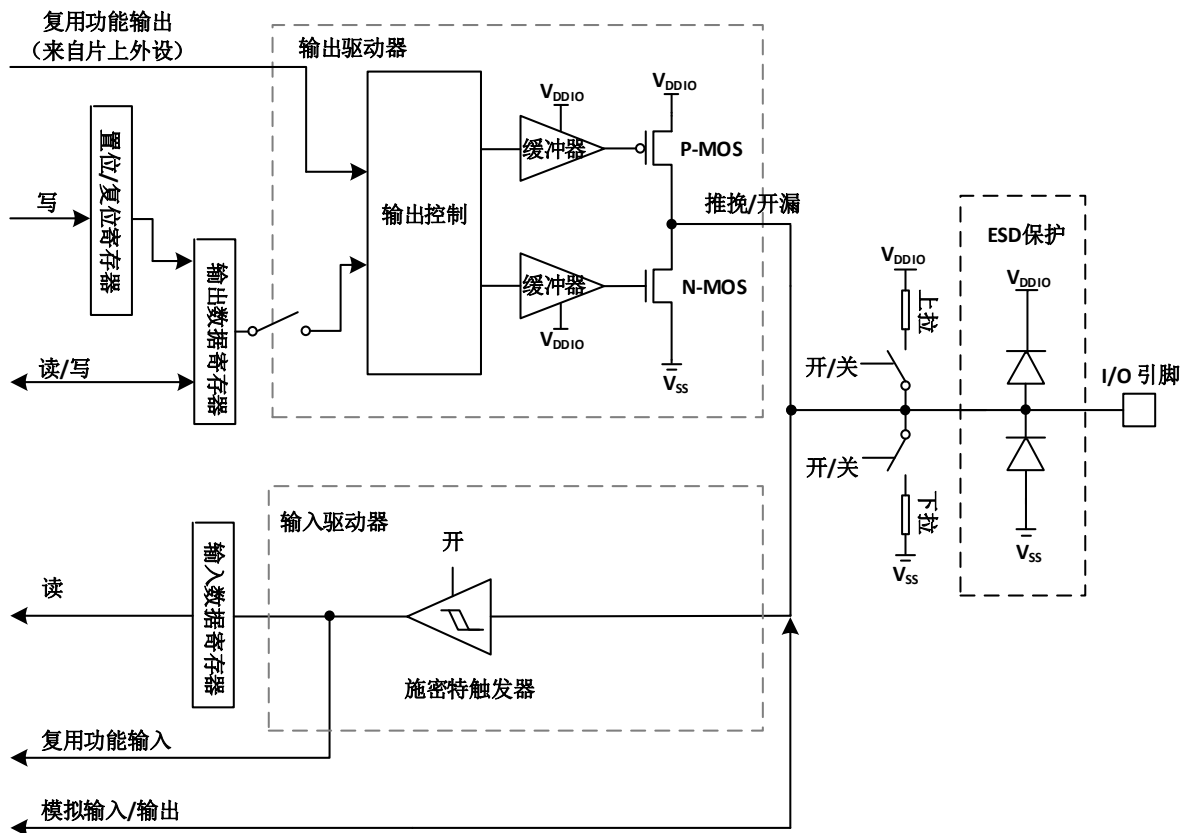 复用功能输出
（来自片上外设）
输出驱动器
置位/复位寄存器
写
输出数据寄存器
读/写
输出控制
VDDIO
缓冲器
VDDIO
P-MOS
推挽/开漏
缓冲器
VDDIO
N-MOS
VSS
VDDIO
上拉
开/关
开/关
下拉
VSS
ESD保护
VDDIO
VSS
I/O 引脚
输入驱动器
开
施密特触发器
输入数据寄存器
读
复用功能输入
模拟输入/输出